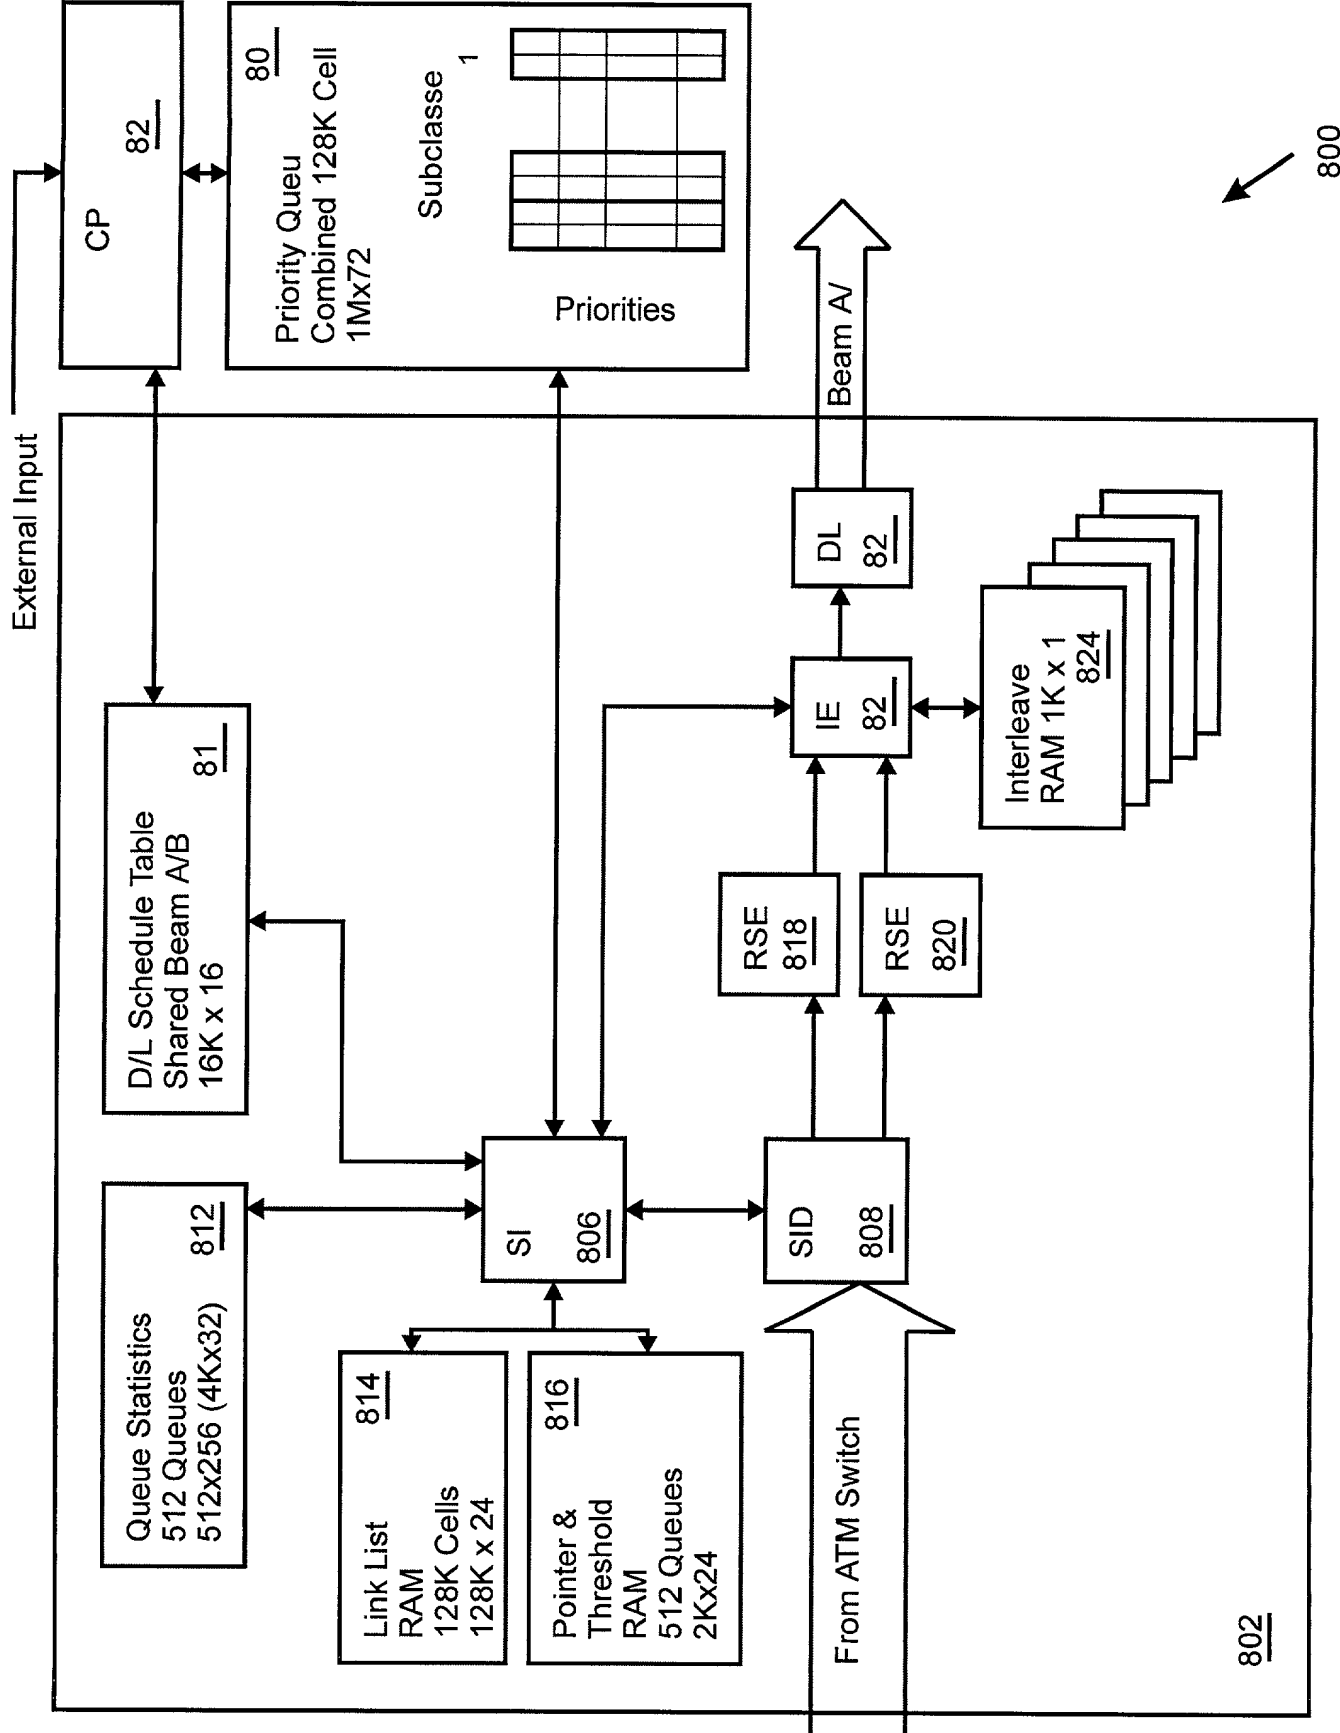 External Input
CP
82
80
Priority Queu
Combined 128K Cell
1Mx72
Subclasse
1
Priorities
D/L Schedule Table
81
Shared Beam A/B
16K x 16
Queue Statistics
512 Queues
812
512x256 (4Kx32)
Link List
814
RAM
128K Cells
128K x 24
Pointer &
816
Threshold
RAM
512 Queues
2Kx24
SI
806
SID
808
RSE
818
RSE
820
IE
82
DL
82
Beam A/
Interleave
RAM 1K x 1
824
From ATM Switch
802
800